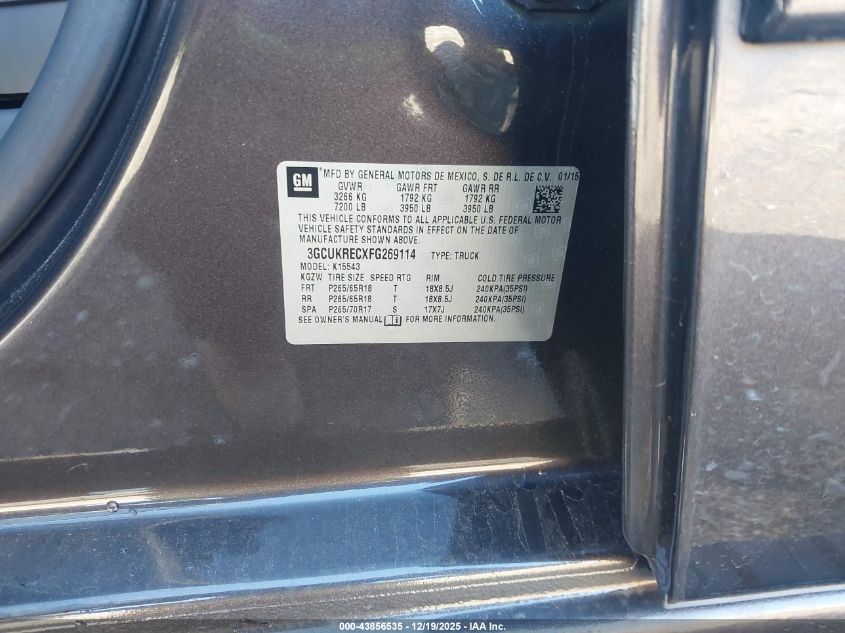 GM
MFD BY GENERAL MOTORS DE MEXICO, S. DE R.L. DE C.V. 01/15
GVWR GAWR FRT GAWR RR
3266 KG 1792 KG 1792 KG
7200 LB 3950 LB 3950 LB
THIS VEHICLE CONFORMS TO ALL APPLICABLE U.S. FEDERAL MOTOR
VEHICLE SAFETY STANDARDS IN EFFECT ON THE DATE OF
MANUFACTURE SHOWN ABOVE.
3GCUKRECXFG269114 TYPE: TRUCK
MODEL: K15543
KGZW TIRE SIZE SPEED RTG RIM COLD TIRE PRESSURE
FRT P265/65R18 T 18X8.5J 240KPA(35PSI)
RR P265/65R18 T 18X8.5J 240KPA(35PSI)
SPA P265/70R17 S 17X7J 240KPA(35PSI)
SEE OWNER'S MANUAL FOR MORE INFORMATION.
000-43856535 - 12/19/2025 - IAA Inc.